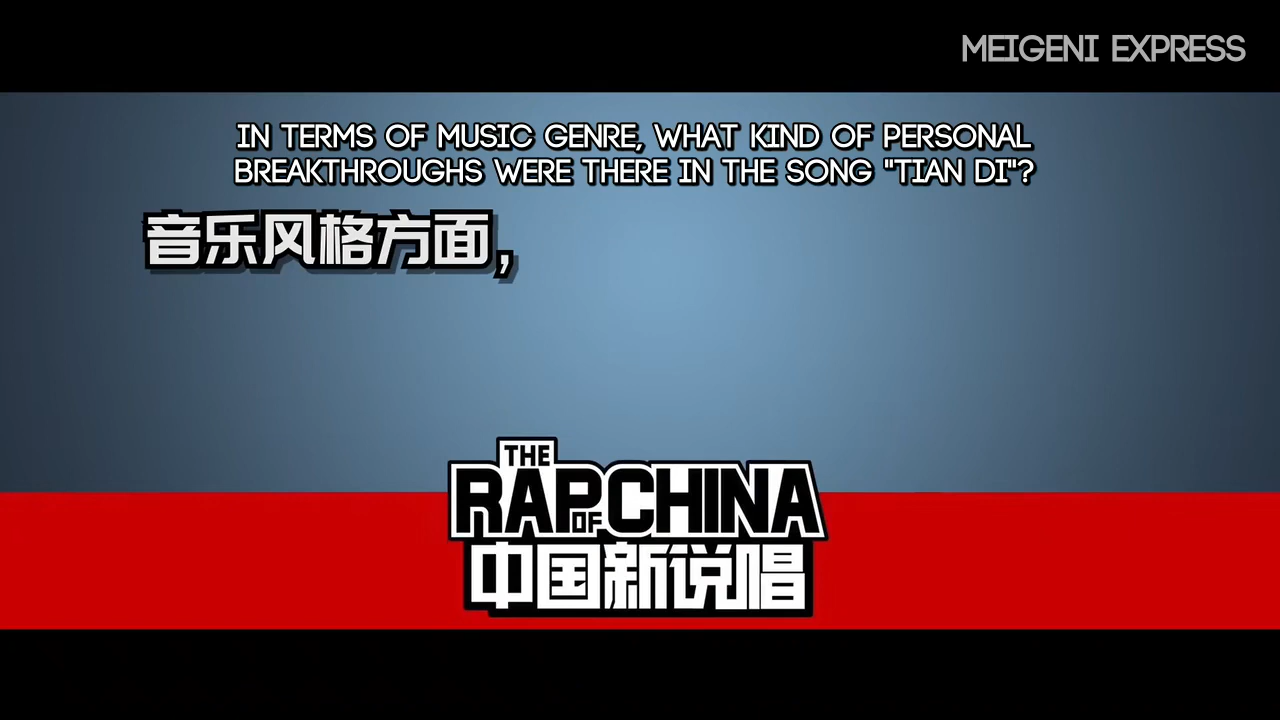 MEIGENI EXPRESS
IN TERMS OF MUSIC GENRE, WHAT KIND OF PERSONAL
BREAKTHROUGHS WERE THERE IN THE SONG "TIAN DI"?
音乐风格方面，
THE
RAP OF CHINA
中国新说唱